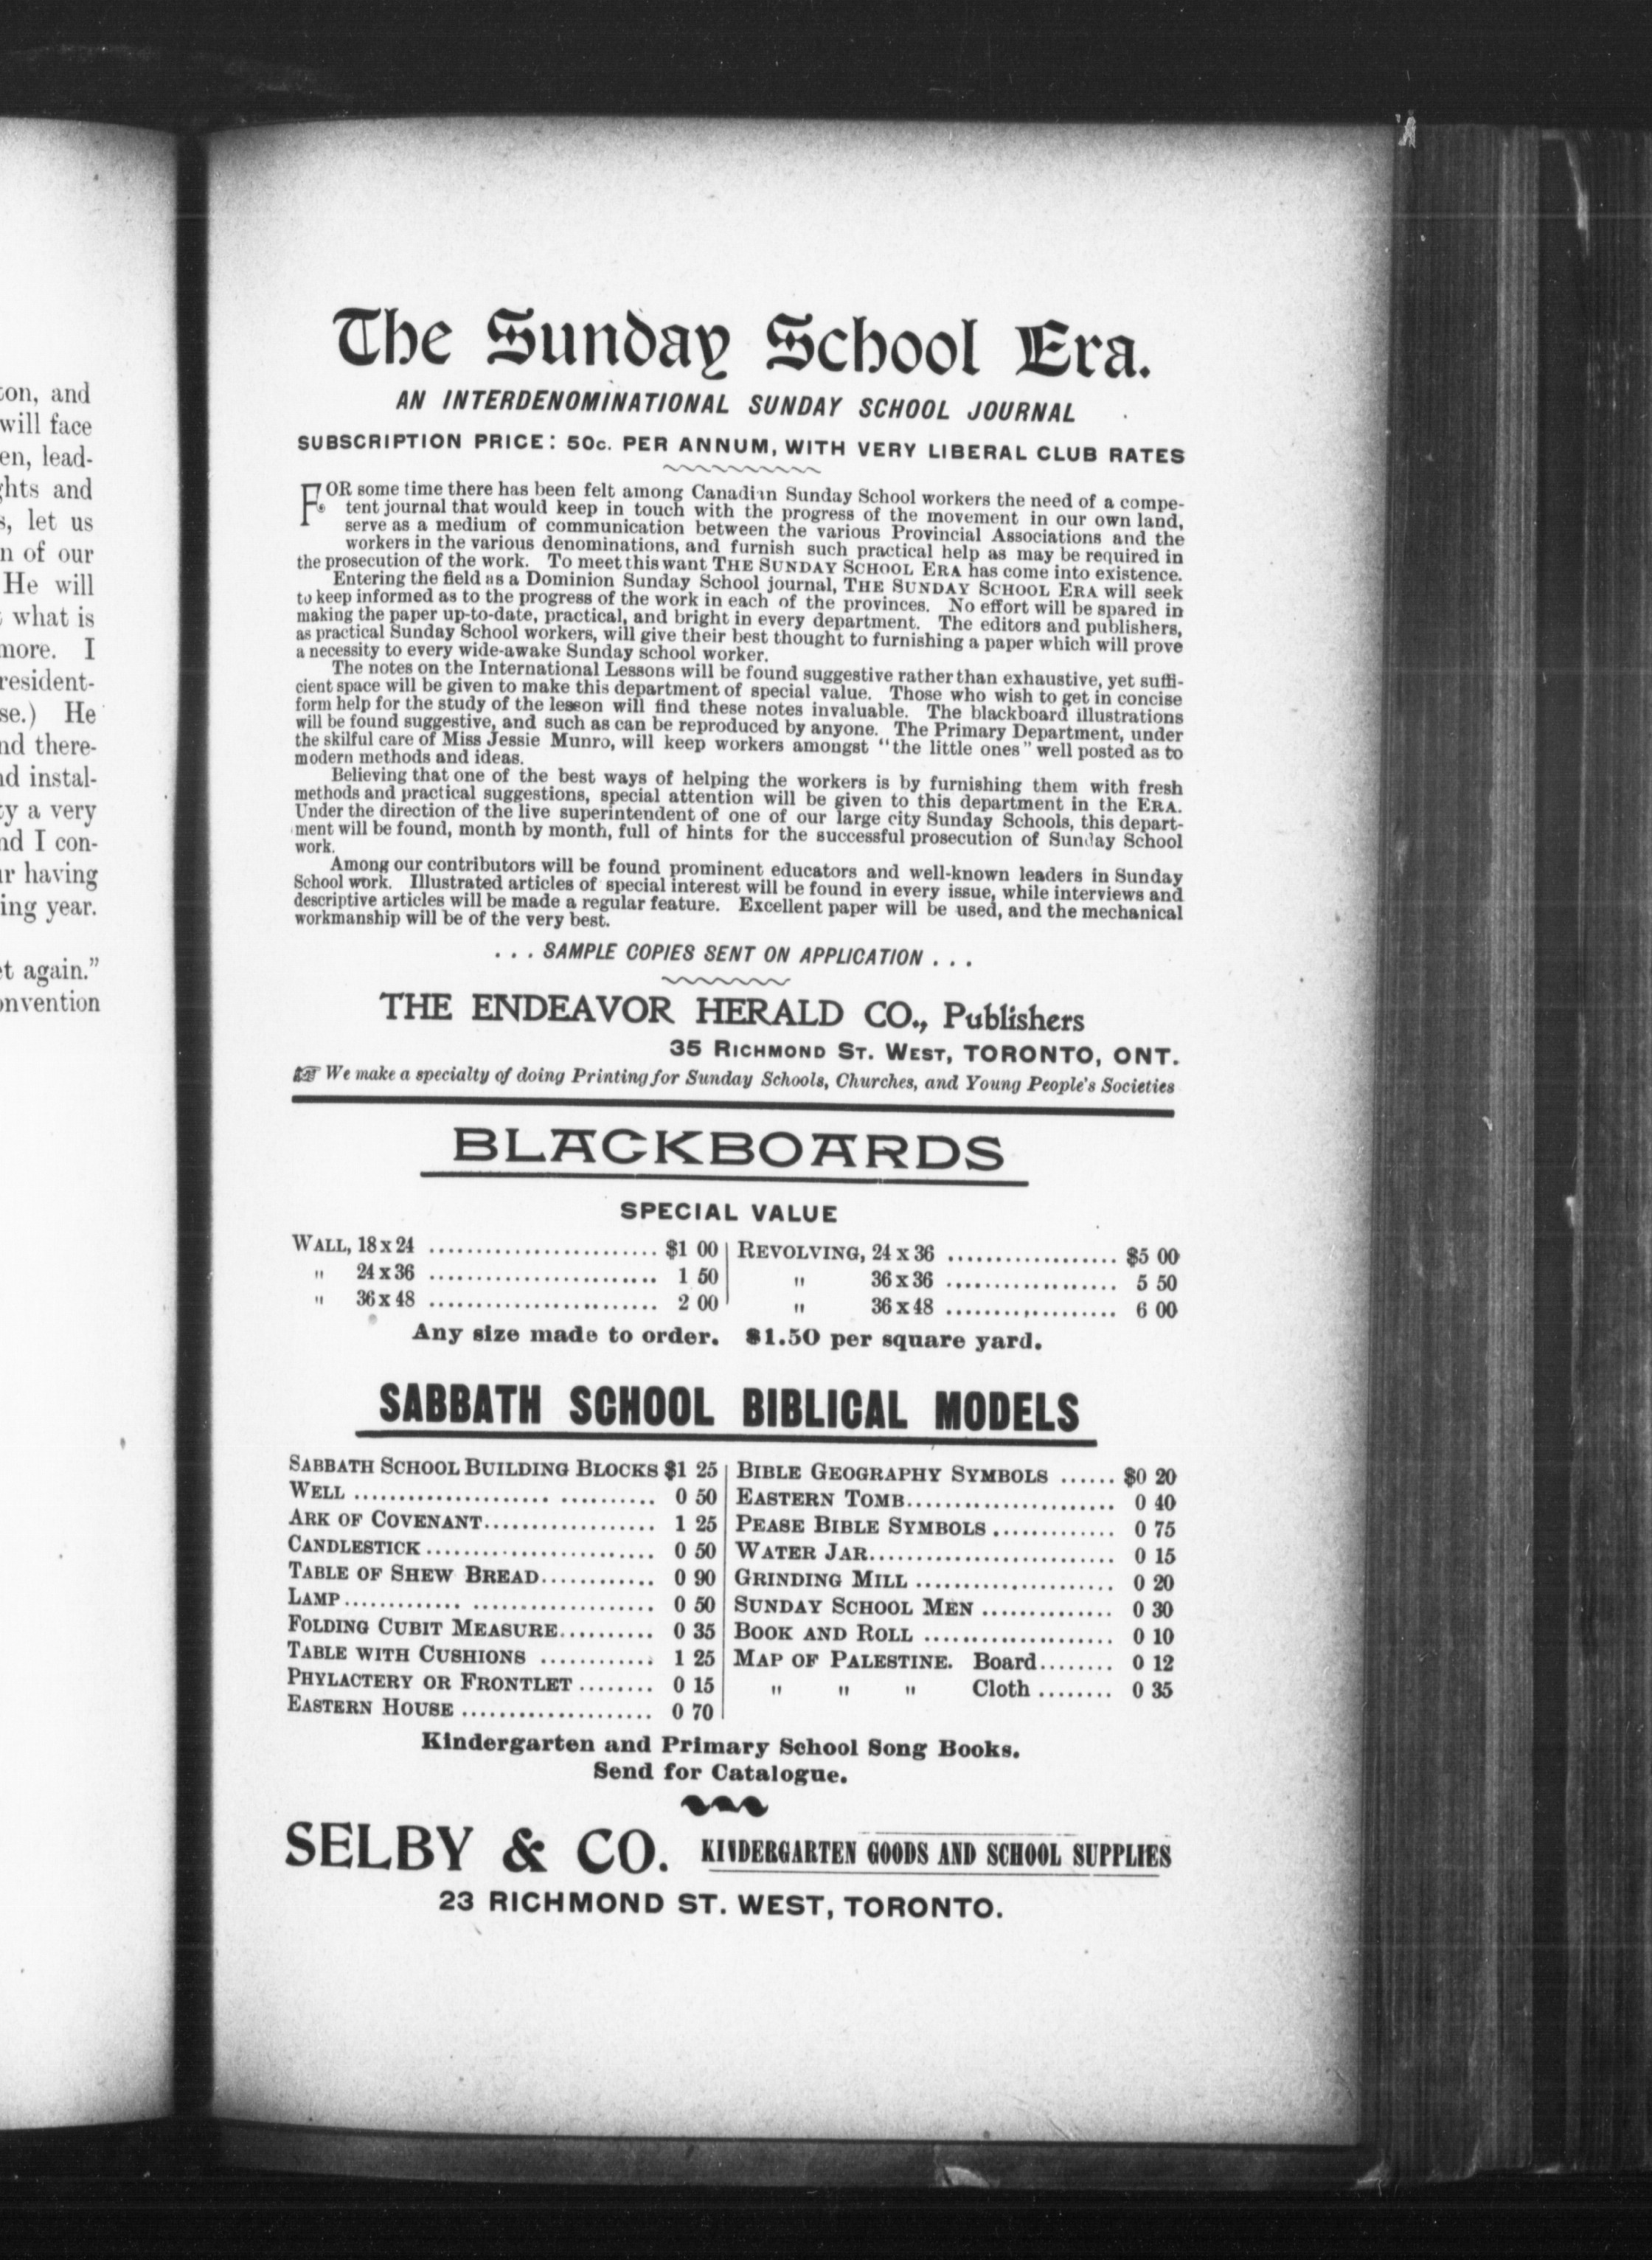 ton, and
will face
en, lead-
ghts and
s, let us
n of our
He will
what is
more. I
resident-
se.) He
nd there-
nd instal-
ty a very
nd I con-
ur having
ing year.
et again."
onvention
The Sunday School Era.
AN INTERDENOMINATIONAL SUNDAY SCHOOL JOURNAL
SUBSCRIPTION PRICE: 50c. PER ANNUM, WITH VERY LIBERAL CLUB RATES
FOR some time there has been felt among Canadian Sunday School workers the need of a compe-
tent journal that would keep in touch with the progress of the movement in our own land,
serve as a medium of communication between the various Provincial Associations and the
workers in the various denominations, and furnish such practical help as may be required in
the prosecution of the work. To meet this want THE SUNDAY SCHOOL ERA has come into existence.
Entering the field as a Dominion Sunday School journal, THE SUNDAY SCHOOL ERA will seek
to keep informed as to the progress of the work in each of the provinces. No effort will be spared in
making the paper up-to-date, practical, and bright in every department. The editors and publishers,
as practical Sunday School workers, will give their best thought to furnishing a paper which will prove
a necessity to every wide-awake Sunday school worker.
The notes on the International Lessons will be found suggestive rather than exhaustive, yet suffi-
cient space will be given to make this department of special value. Those who wish to get in concise
form help for the study of the lesson will find these notes invaluable. The blackboard illustrations
will be found suggestive, and such as can be reproduced by anyone. The Primary Department, under
the skilful care of Miss Jessie Munro, will keep workers amongst "the little ones" well posted as to
modern methods and ideas.
Believing that one of the best ways of helping the workers is by furnishing them with fresh
methods and practical suggestions, special attention will be given to this department in the ERA.
Under the direction of the live superintendent of one of our large city Sunday Schools, this depart-
ment will be found, month by month, full of hints for the successful prosecution of Sunday School
work.
Among our contributors will be found prominent educators and well-known leaders in Sunday
School work. Illustrated articles of special interest will be found in every issue, while interviews and
descriptive articles will be made a regular feature. Excellent paper will be used, and the mechanical
workmanship will be of the very best.
. . . SAMPLE COPIES SENT ON APPLICATION . . .
THE ENDEAVOR HERALD CO., Publishers
35 RICHMOND ST. WEST, TORONTO, ONT.
☞ We make a specialty of doing Printing for Sunday Schools, Churches, and Young People's Societies
BLACKBOARDS
SPECIAL VALUE
WALL, 18 x 24 ........................ $1 00
" 24 x 36 ........................ 1 50
" 36 x 48 ........................ 2 00
REVOLVING, 24 x 36 .................. $5 00
" 36 x 36 .................. 5 50
" 36 x 48 .................. 6 00
Any size made to order. $1.50 per square yard.
SABBATH SCHOOL BIBLICAL MODELS
SABBATH SCHOOL BUILDING BLOCKS $1 25
WELL ................................ 0 50
ARK OF COVENANT.................. 1 25
CANDLESTICK ........................ 0 50
TABLE OF SHEW BREAD............ 0 90
LAMP................................ 0 50
FOLDING CUBIT MEASURE.......... 0 35
TABLE WITH CUSHIONS ............ 1 25
PHYLACTERY OR FRONTLET ........ 0 15
EASTERN HOUSE .................... 0 70
BIBLE GEOGRAPHY SYMBOLS ...... $0 20
EASTERN TOMB...................... 0 40
PEASE BIBLE SYMBOLS ............. 0 75
WATER JAR.......................... 0 15
GRINDING MILL ..................... 0 20
SUNDAY SCHOOL MEN .............. 0 30
BOOK AND ROLL .................... 0 10
MAP OF PALESTINE. Board........ 0 12
" " " Cloth ........ 0 35
Kindergarten and Primary School Song Books.
Send for Catalogue.
SELBY & CO. KINDERGARTEN GOODS AND SCHOOL SUPPLIES
23 RICHMOND ST. WEST, TORONTO.